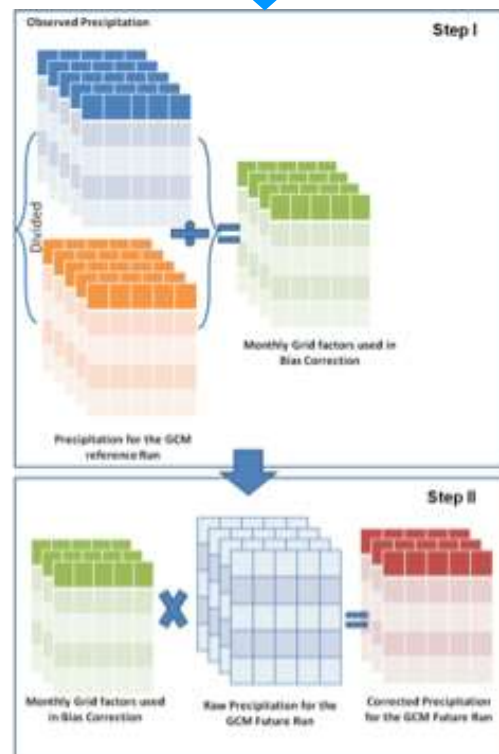 Observed Precipitation
Step I
Divided
Monthly Grid factors used in
Bias Correction
Precipitation for the GCM
reference Run
Step II
Monthly Grid factors used
in Bias Correction
Raw Precipitation for the
GCM Future Run
Corrected Precipitation
for the GCM Future Run